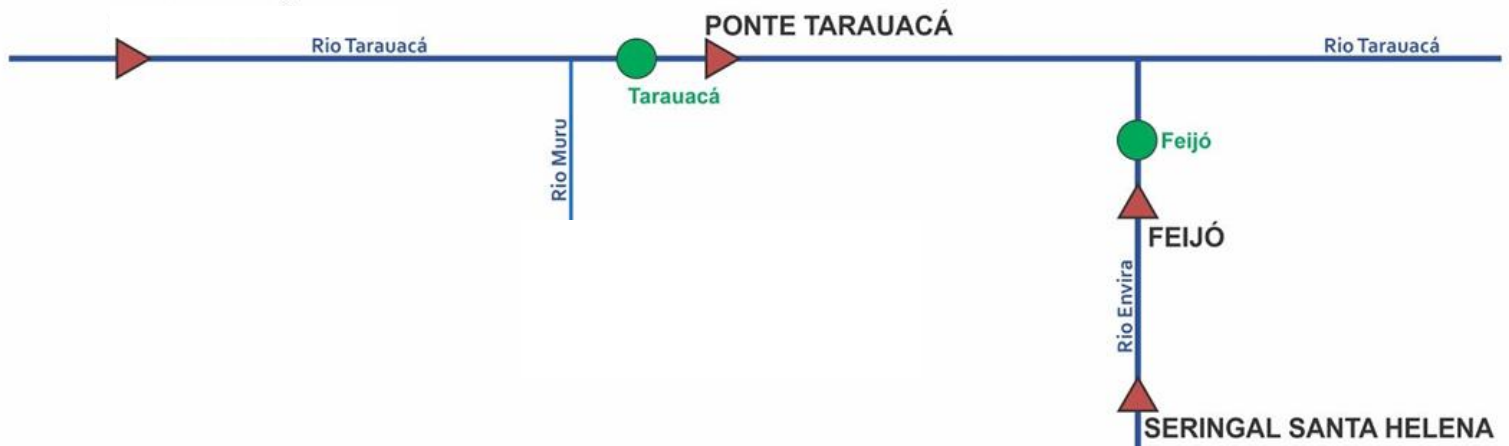 PONTE TARAUACÁ
Rio Tarauacá
Rio Tarauacá
Tarauacá
Rio Muru
Feijó
FEIJÓ
Rio Envira
SERINGAL SANTA HELENA